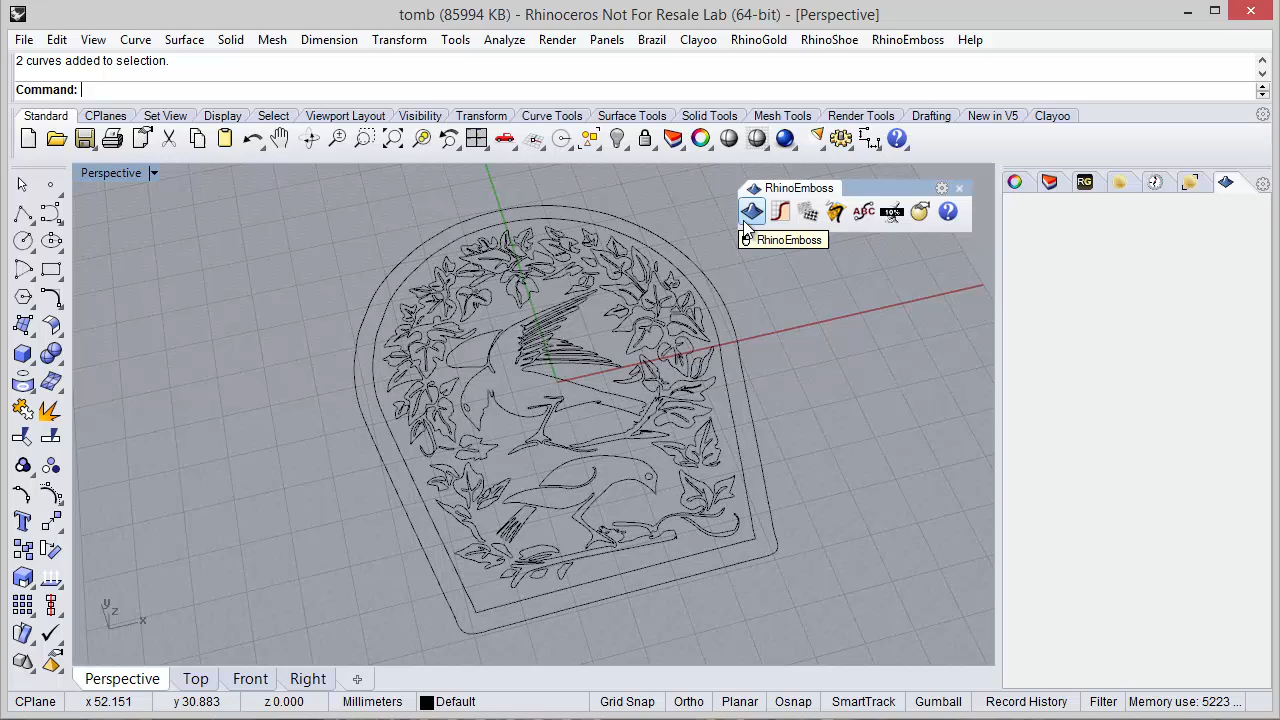 tomb (85994 KB) - Rhinoceros Not For Resale Lab (64-bit) - [Perspective]
File Edit View Curve Surface Solid Mesh Dimension Transform Tools Analyze Render Panels Brazil Clayoo RhinoGold RhinoShoe RhinoEmboss Help
2 curves added to selection.
Command:
Standard CPlanes Set View Display Select Viewport Layout Visibility Transform Curve Tools Surface Tools Solid Tools Mesh Tools Render Tools Drafting New in V5 Clayoo
Perspective
RhinoEmboss
RG
ABC 10%
RhinoEmboss
y
z
x
Perspective Top Front Right
CPlane x 52.151 y 30.883 z 0.000 Millimeters Default Grid Snap Ortho Planar Osnap SmartTrack Gumball Record History Filter Memory use: 5223 ...